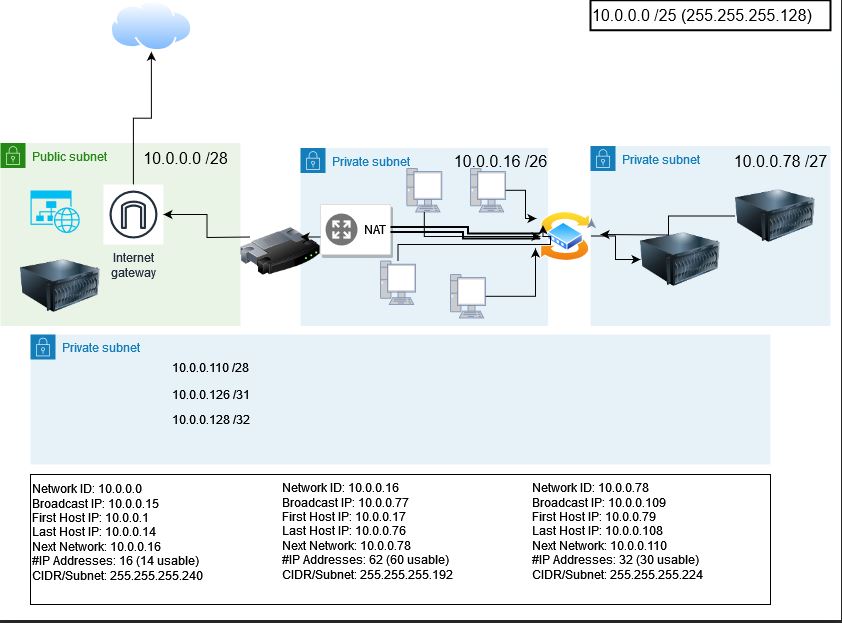 10.0.0.0 /25 (255.255.255.128)
Public subnet
10.0.0.0 /28
Private subnet
10.0.0.16 /26
Private subnet
10.0.0.78 /27
NAT
Internet
gateway
Private subnet
10.0.0.110 /28
10.0.0.126 /31
10.0.0.128 /32
Network ID: 10.0.0.0
Broadcast IP: 10.0.0.15
First Host IP: 10.0.0.1
Last Host IP: 10.0.0.14
Next Network: 10.0.0.16
#IP Addresses: 16 (14 usable)
CIDR/Subnet: 255.255.255.240
Network ID: 10.0.0.16
Broadcast IP: 10.0.0.77
First Host IP: 10.0.0.17
Last Host IP: 10.0.0.76
Next Network: 10.0.0.78
#IP Addresses: 62 (60 usable)
CIDR/Subnet: 255.255.255.192
Network ID: 10.0.0.78
Broadcast IP: 10.0.0.109
First Host IP: 10.0.0.79
Last Host IP: 10.0.0.108
Next Network: 10.0.0.110
#IP Addresses: 32 (30 usable)
CIDR/Subnet: 255.255.255.224